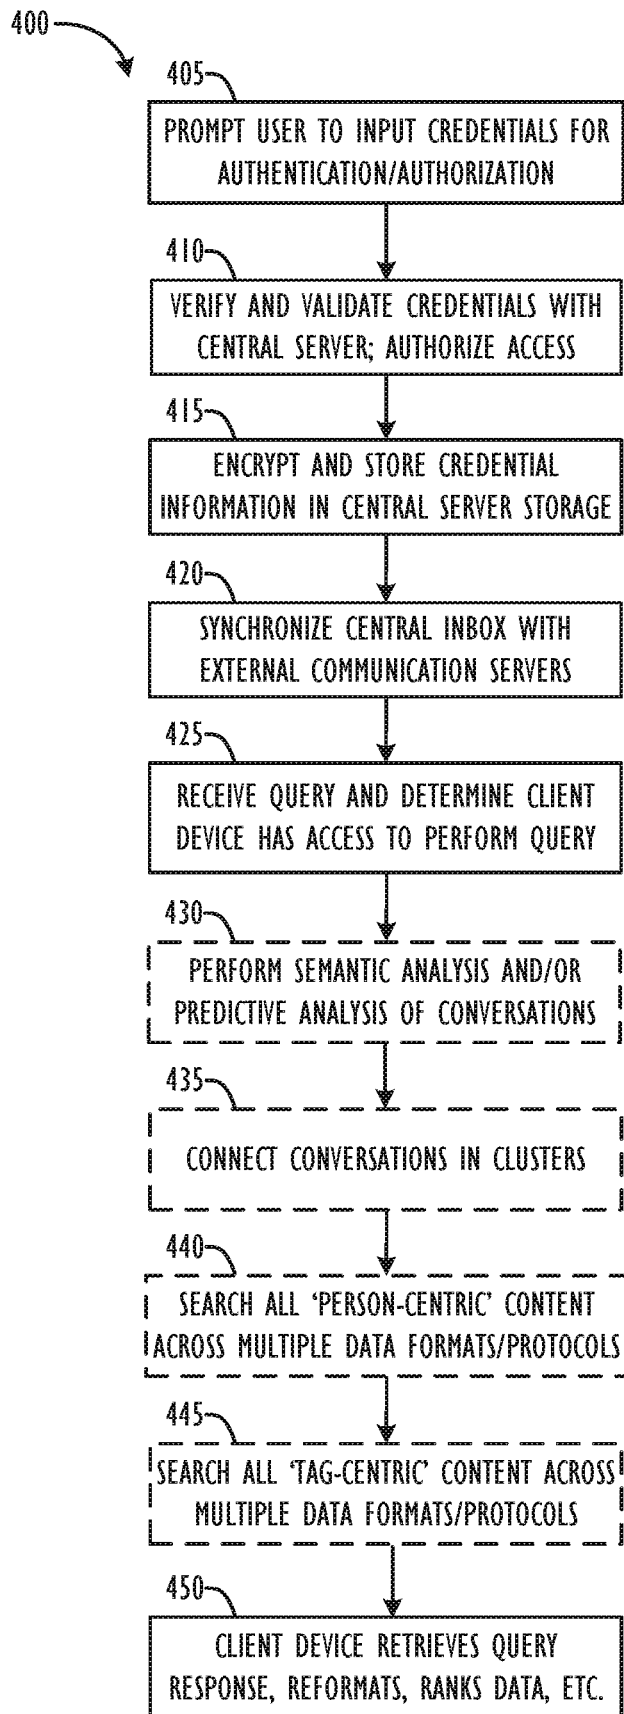 400
405
PROMPT USER TO INPUT CREDENTIALS FOR
AUTHENTICATION/AUTHORIZATION
410
VERIFY AND VALIDATE CREDENTIALS WITH
CENTRAL SERVER; AUTHORIZE ACCESS
415
ENCRYPT AND STORE CREDENTIAL
INFORMATION IN CENTRAL SERVER STORAGE
420
SYNCHRONIZE CENTRAL INBOX WITH
EXTERNAL COMMUNICATION SERVERS
425
RECEIVE QUERY AND DETERMINE CLIENT
DEVICE HAS ACCESS TO PERFORM QUERY
430
PERFORM SEMANTIC ANALYSIS AND/OR
PREDICTIVE ANALYSIS OF CONVERSATIONS
435
CONNECT CONVERSATIONS IN CLUSTERS
440
SEARCH ALL ‘PERSON-CENTRIC’ CONTENT
ACROSS MULTIPLE DATA FORMATS/PROTOCOLS
445
SEARCH ALL ‘TAG-CENTRIC’ CONTENT ACROSS
MULTIPLE DATA FORMATS/PROTOCOLS
450
CLIENT DEVICE RETRIEVES QUERY
RESPONSE, REFORMATS, RANKS DATA, ETC.